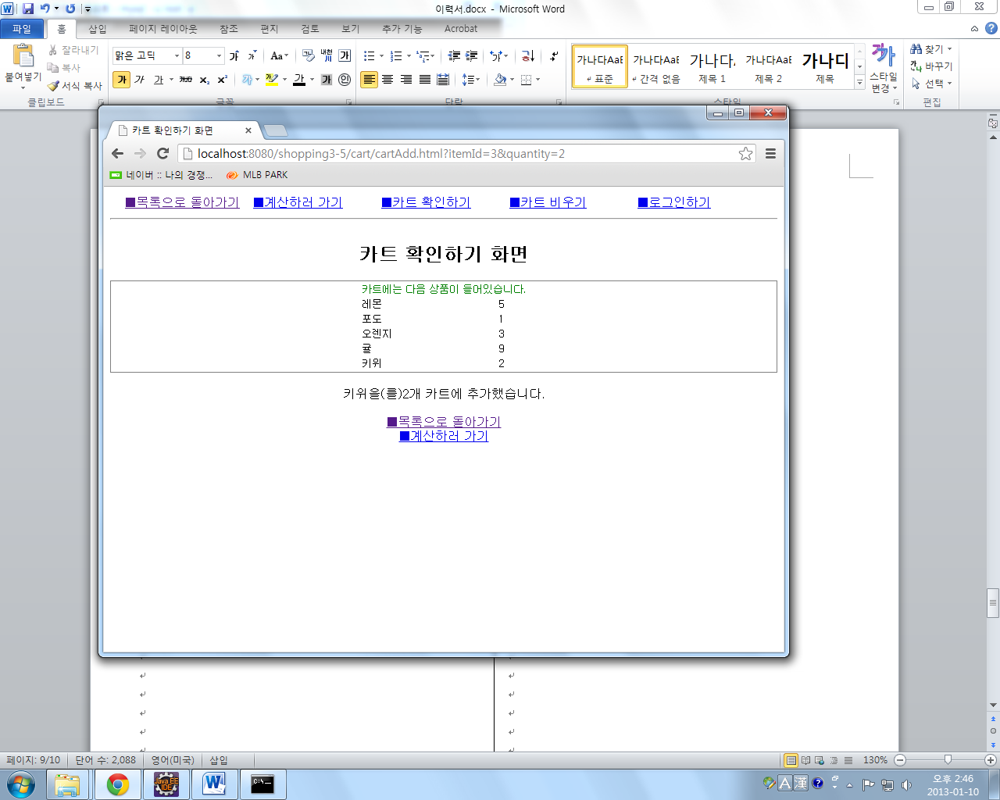 이력서.docx - Microsoft Word
파일 홈 삽입 페이지 레이아웃 참조 편지 검토 보기 추가 기능 Acrobat
붙여넣기
잘라내기
복사
서식 복사
클립보드
맑은 고딕 8
글꼴
단락
가나다AaB 가나다AaE 가나다, 가나다AaE 가나다
표준 간격 없음 제목 1 제목 2 제목
스타일 변경
스타일
찾기
바꾸기
선택
편집
카트 확인하기 화면
localhost:8080/shopping3-5/cart/cartAdd.html?itemId=3&quantity=2
네이버 :: 나의 경쟁... MLB PARK
■목록으로 돌아가기 ■계산하러 가기 ■카트 확인하기 ■카트 비우기 ■로그인하기
카트 확인하기 화면
카트에는 다음 상품이 들어있습니다.
레몬 5
포도 1
오렌지 3
귤 9
키위 2
키위을(를)2개 카트에 추가했습니다.
■목록으로 돌아가기
■계산하러 가기
페이지: 9/10 단어 수: 2,088 영어(미국) 삽입 130%
Java EE IDE
C:\.
A 漢
오후 2:46
2013-01-10